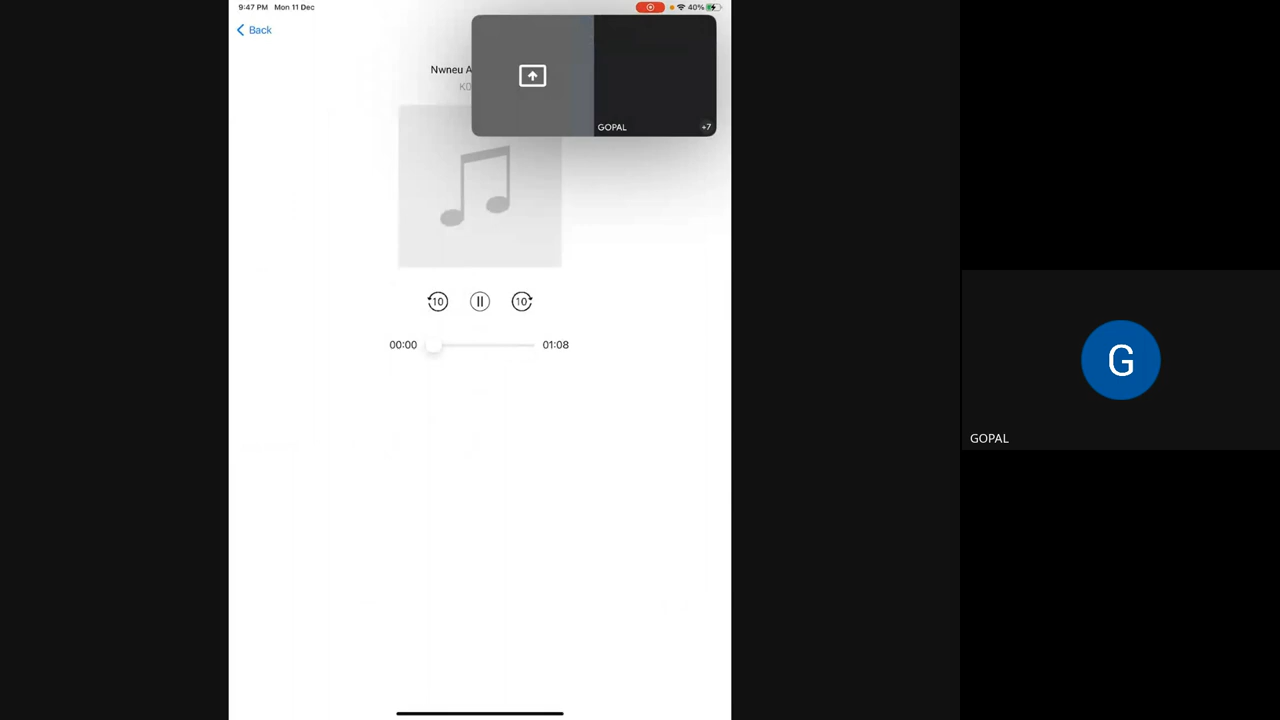 9:47 PM Mon 11 Dec
40%
Back
Nwneu
GOPAL
+7
10
10
00:00
01:08
G
GOPAL